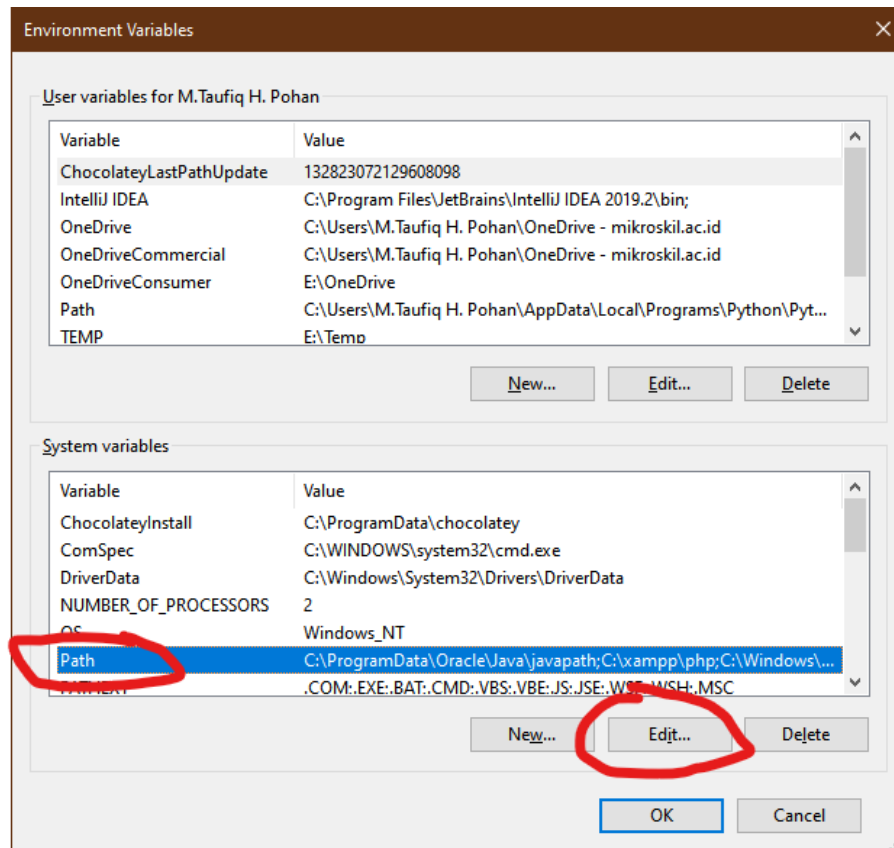 Environment Variables
User variables for M.Taufiq H. Pohan
Variable Value
ChocolateyLastPathUpdate 132823072129608098
IntelliJ IDEA C:\Program Files\JetBrains\IntelliJ IDEA 2019.2\bin;
OneDrive C:\Users\M.Taufiq H. Pohan\OneDrive - mikroskil.ac.id
OneDriveCommercial C:\Users\M.Taufiq H. Pohan\OneDrive - mikroskil.ac.id
OneDriveConsumer E:\OneDrive
Path C:\Users\M.Taufiq H. Pohan\AppData\Local\Programs\Python\Pyt...
TEMP E:\Temp
New... Edit... Delete
System variables
Variable Value
ChocolateyInstall C:\ProgramData\chocolatey
ComSpec C:\WINDOWS\system32\cmd.exe
DriverData C:\Windows\System32\Drivers\DriverData
NUMBER_OF_PROCESSORS 2
OS Windows_NT
Path C:\ProgramData\Oracle\Java\javapath;C:\xampp\php;C:\Windows\...
PATHEXT .COM;.EXE;.BAT;.CMD;.VBS;.VBE;.JS;.JSE;.WSF;.WSH;.MSC
New... Edit... Delete
OK Cancel